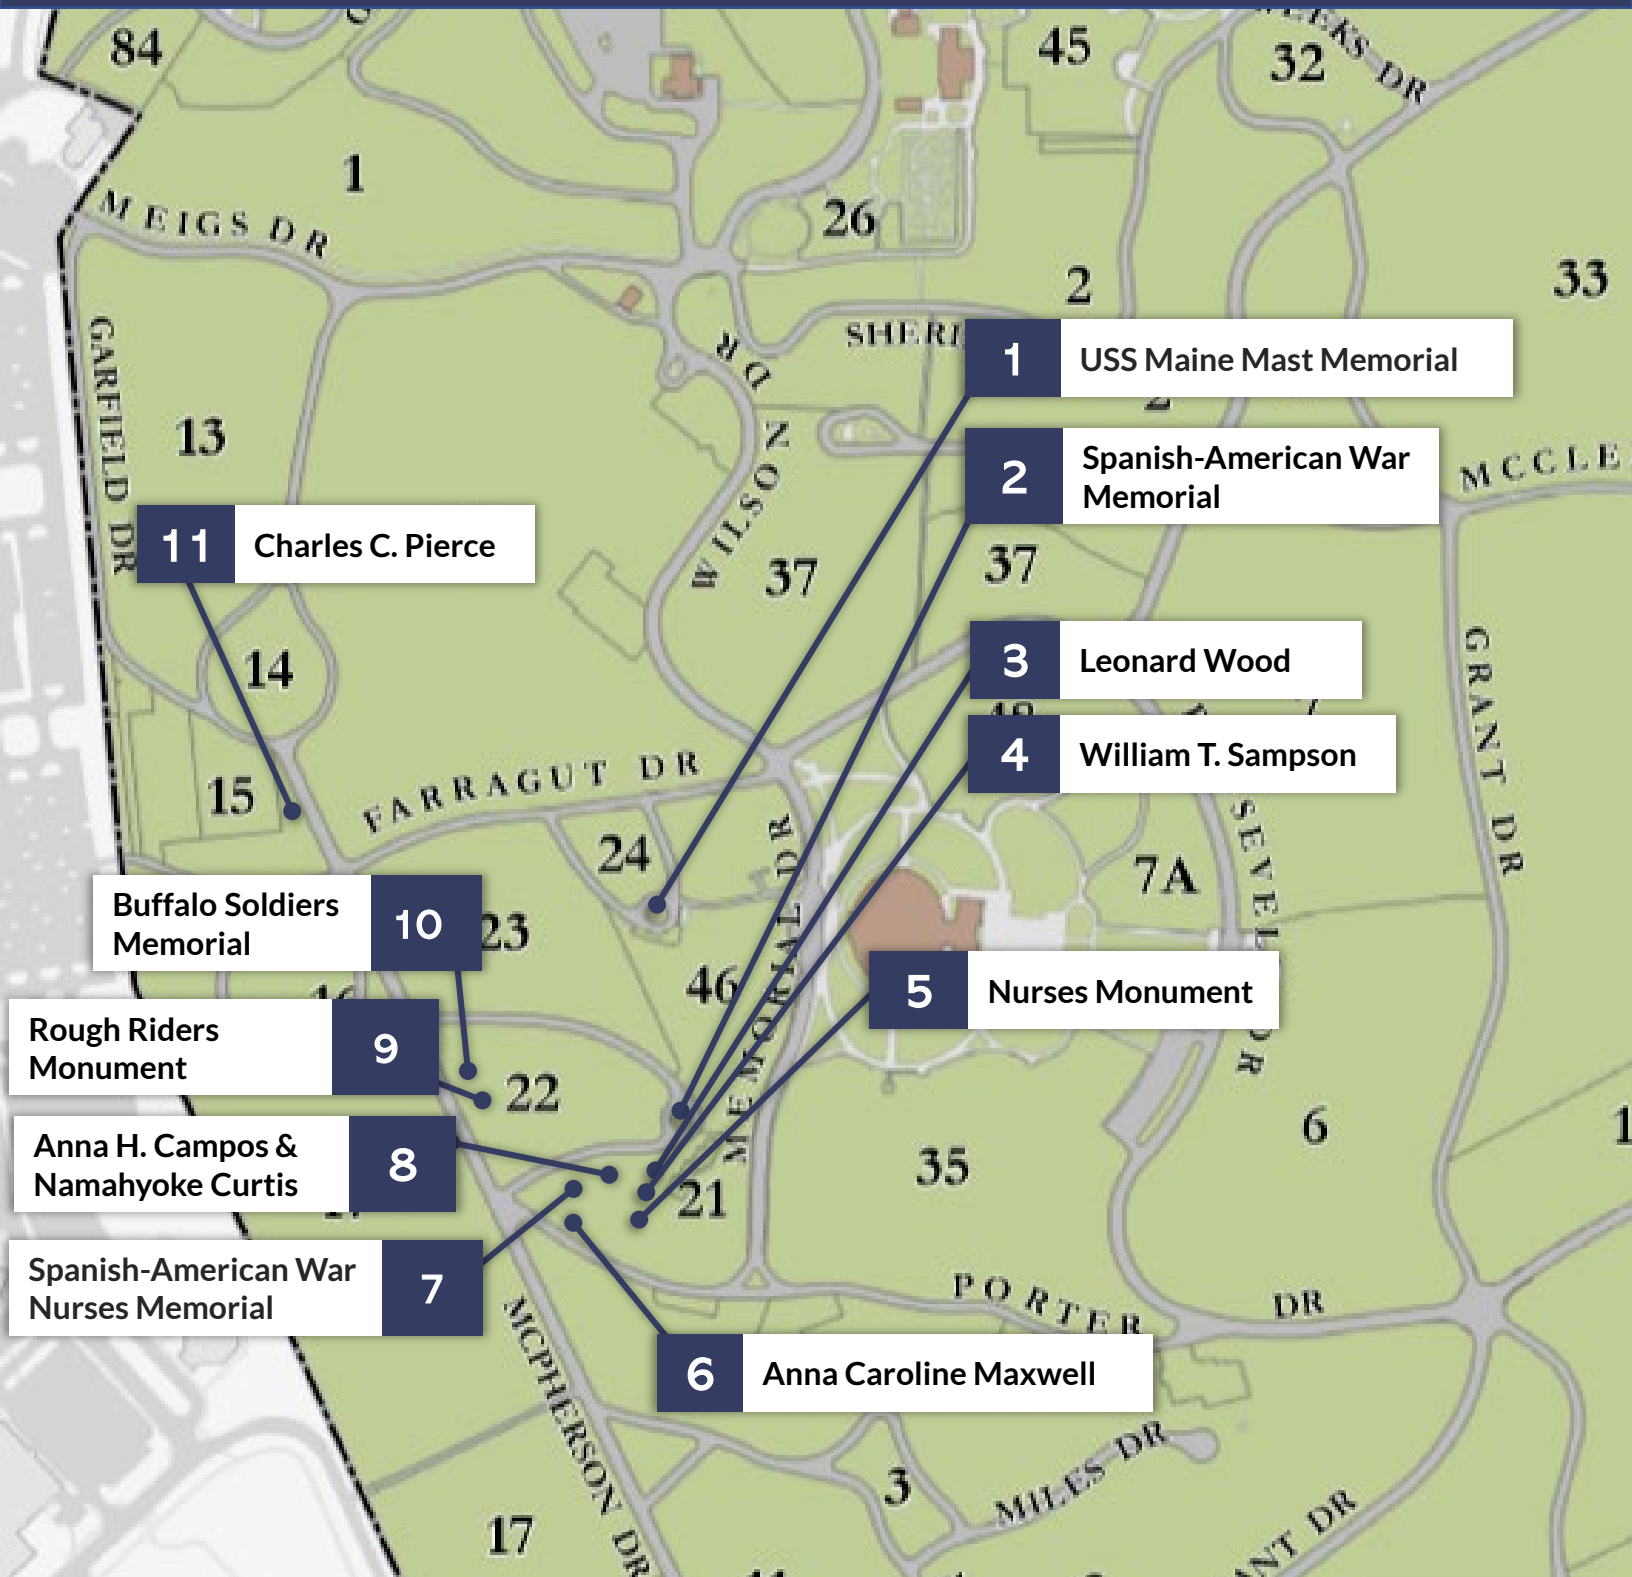 84
45
32
DR
1
MEIGS DR
26
2
33
GARFIELD DR
13
DR
WILSON
1
USS Maine Mast Memorial
2
Spanish-American War
Memorial
37
37
11
Charles C. Pierce
14
3
Leonard Wood
4
William T. Sampson
GRANT DR
15
FARRAGUT DR
24
7A
MEMORIAL DR
Buffalo Soldiers
Memorial
10
23
46
5
Nurses Monument
Rough Riders
Monument
9
22
Anna H. Campos &
Namahyoke Curtis
8
21
35
6
Spanish-American War
Nurses Memorial
7
PORTER DR
6
Anna Caroline Maxwell
MCPHERSON DR
3
MILES DR
17
DR